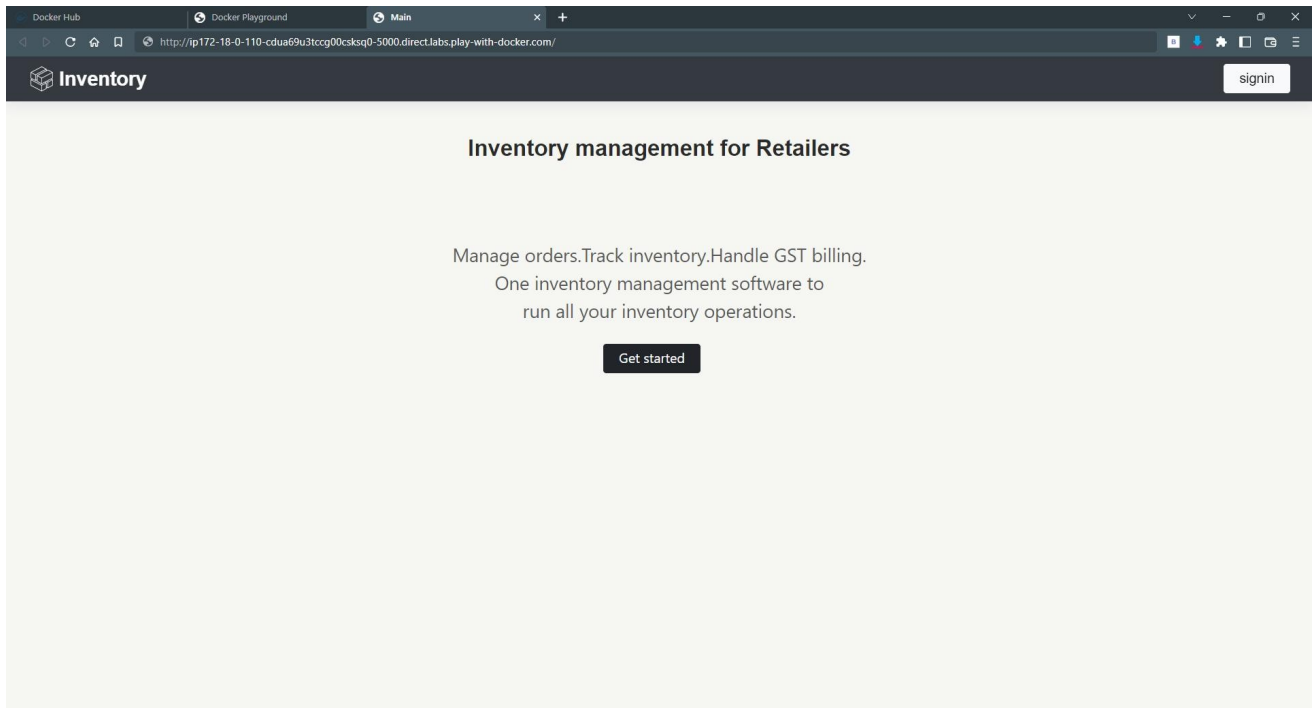 Docker Hub
Docker Playground
Main
http://ip172-18-0-110-cdua69u3tccg00csksq0-5000.direct.labs.play-with-docker.com/
Inventory
signin
Inventory management for Retailers
Manage orders.Track inventory.Handle GST billing.
One inventory management software to
run all your inventory operations.
Get started